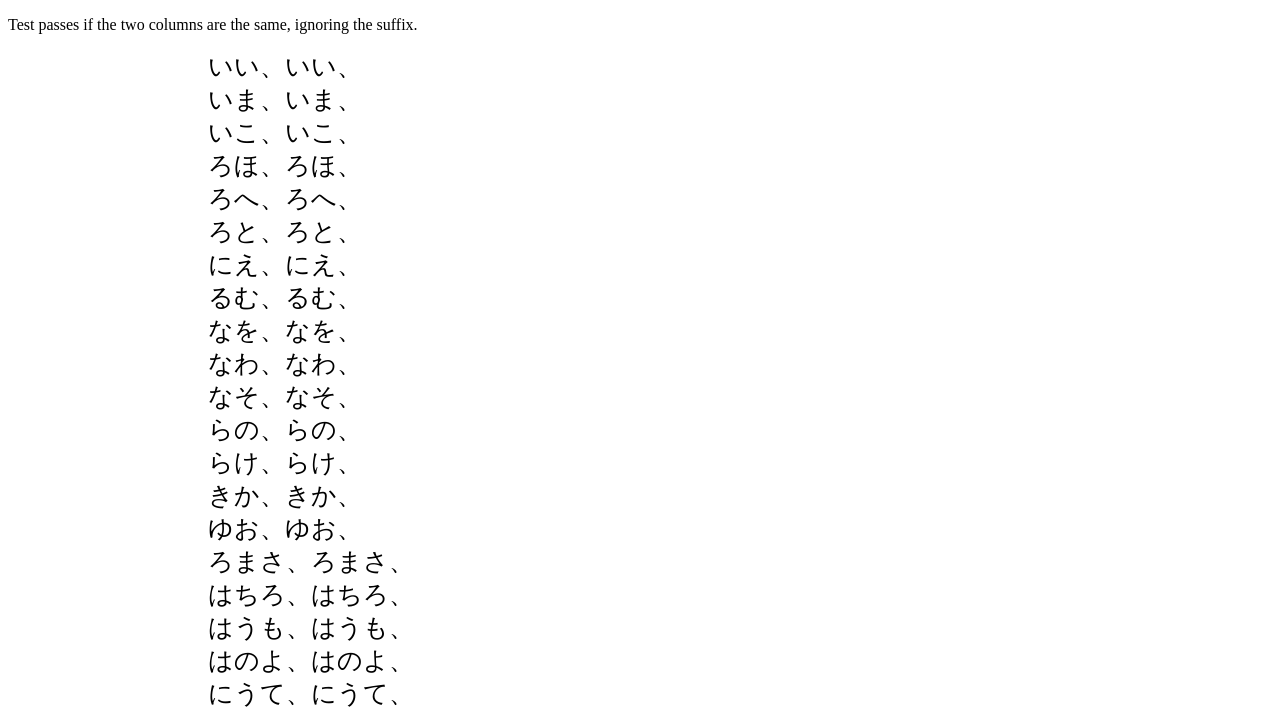 Test passes if the two columns are the same, ignoring the suffix.
いい、いい、
いま、いま、
いこ、いこ、
ろほ、ろほ、
ろへ、ろへ、
ろと、ろと、
にえ、にえ、
るむ、るむ、
なを、なを、
なわ、なわ、
なそ、なそ、
らの、らの、
らけ、らけ、
きか、きか、
ゆお、ゆお、
ろまさ、ろまさ、
はちろ、はちろ、
はうも、はうも、
はのよ、はのよ、
にうて、にうて、